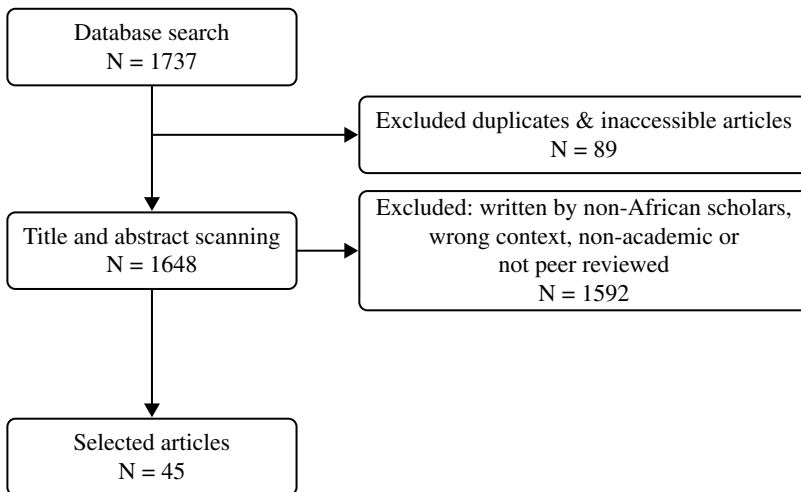 Database search
N = 1737
Excluded duplicates & inaccessible articles
N = 89
Title and abstract scanning
N = 1648
Excluded: written by non-African scholars,
wrong context, non-academic or
not peer reviewed
N = 1592
Selected articles
N = 45